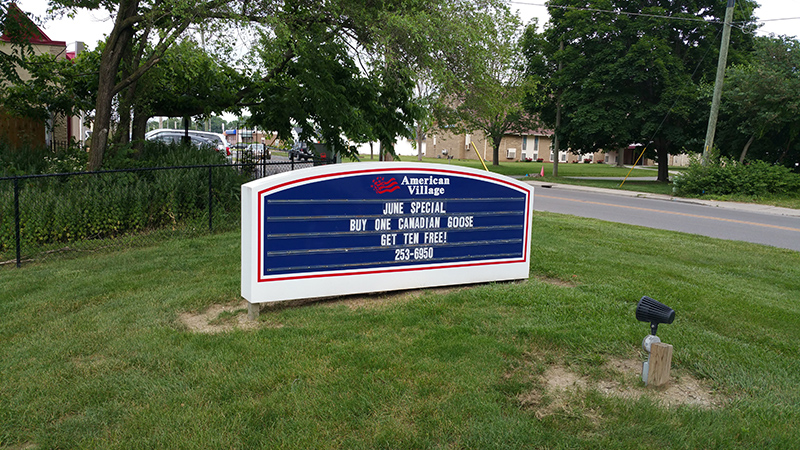 American
Village
JUNE SPECIAL
BUY ONE CANADIAN GOOSE
GET TEN FREE!
253-6950